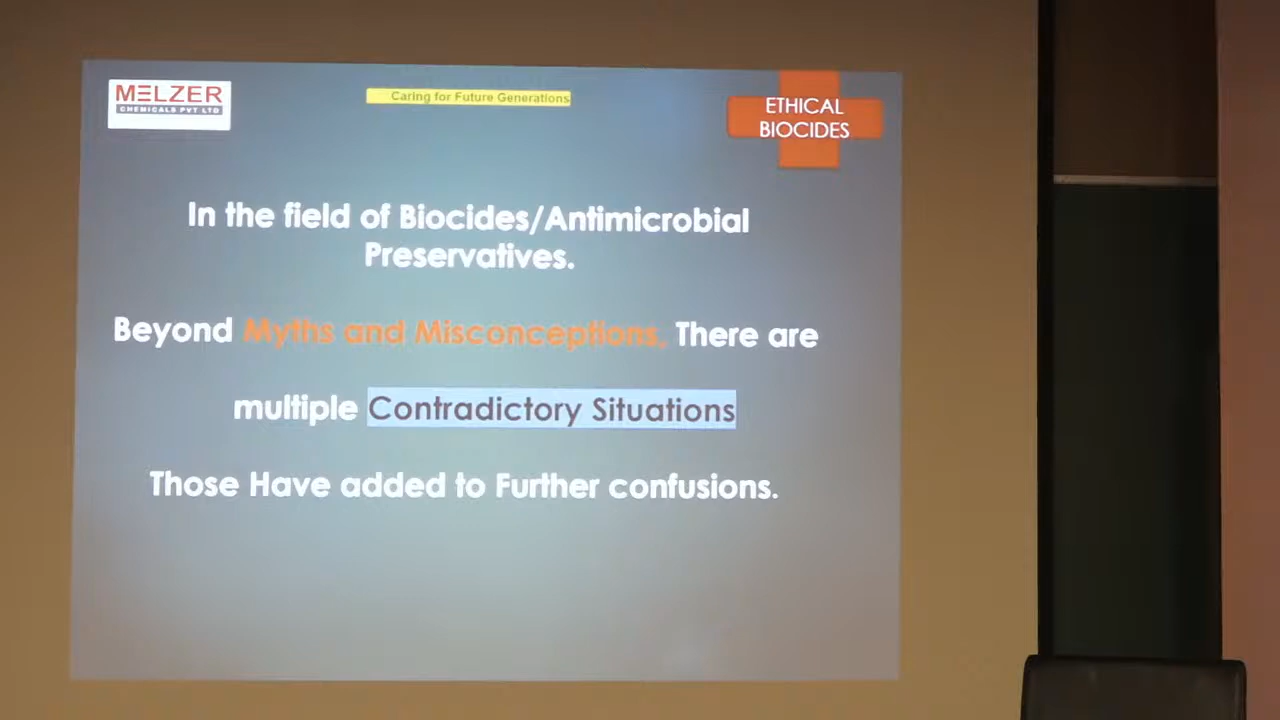 MELZER
CHEMICALS PVT LTD
Caring for Future Generations
ETHICAL
BIOCIDES
In the field of Biocides/Antimicrobial
Preservatives.
Beyond Myths and Misconceptions, There are
multiple Contradictory Situations
Those Have added to Further confusions.